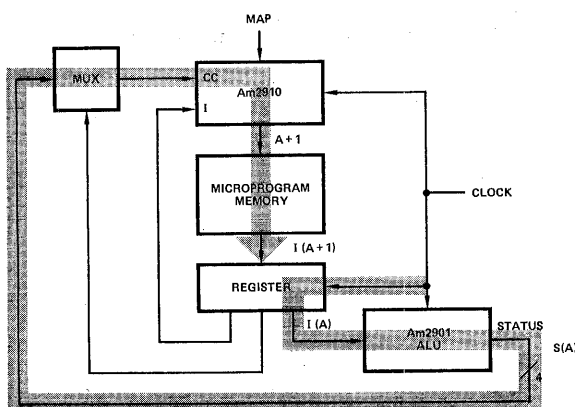 MAP
MUX
CC
Am2910
I
A + 1
MICROPROGRAM
MEMORY
CLOCK
I (A + 1)
REGISTER
I (A)
Am2901
ALU
STATUS
S(A)
4